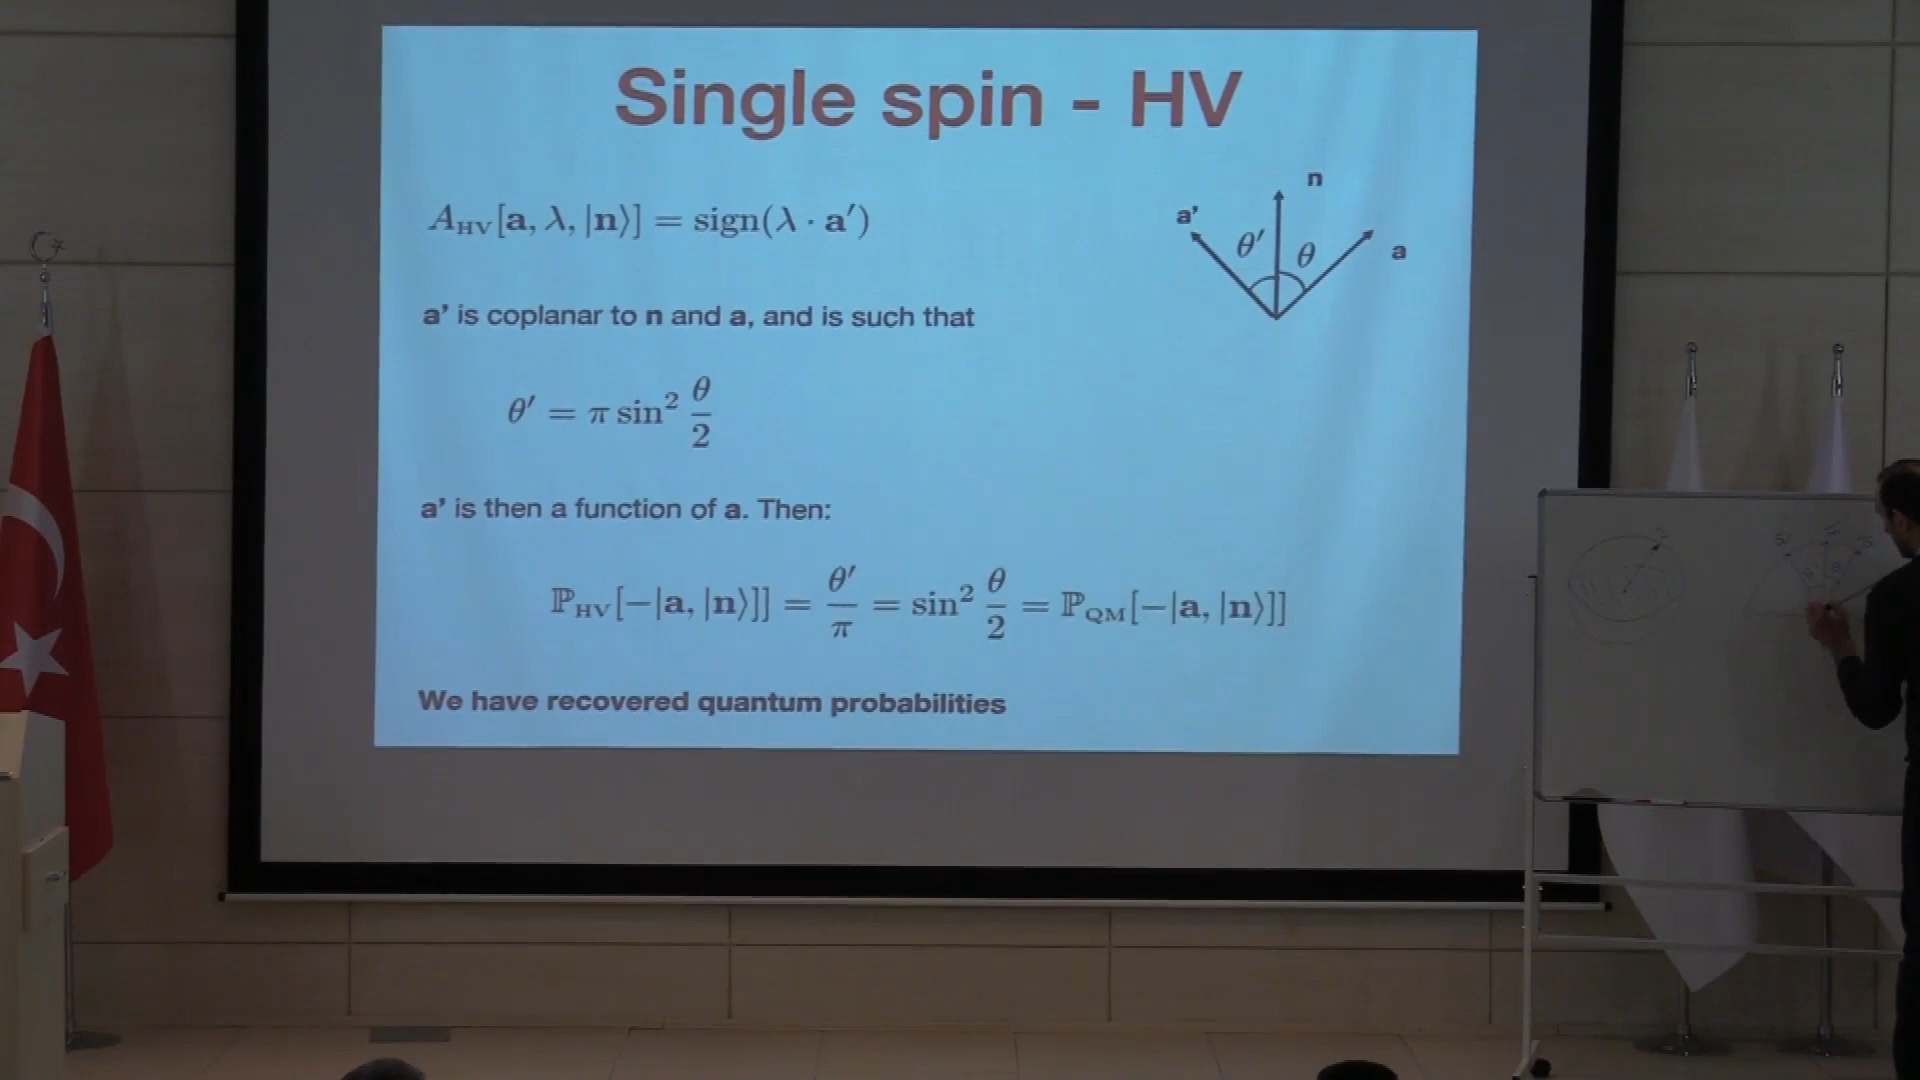 Single spin - HV
A_HV[a, λ, |n⟩] = sign(λ · a′)
n
a'
θ′
θ
a
a' is coplanar to n and a, and is such that
θ′ = π sin² θ/2
a' is then a function of a. Then:
ℙ_HV[−|a, |n⟩]] = θ′/π = sin² θ/2 = ℙ_QM[−|a, |n⟩]]
We have recovered quantum probabilities